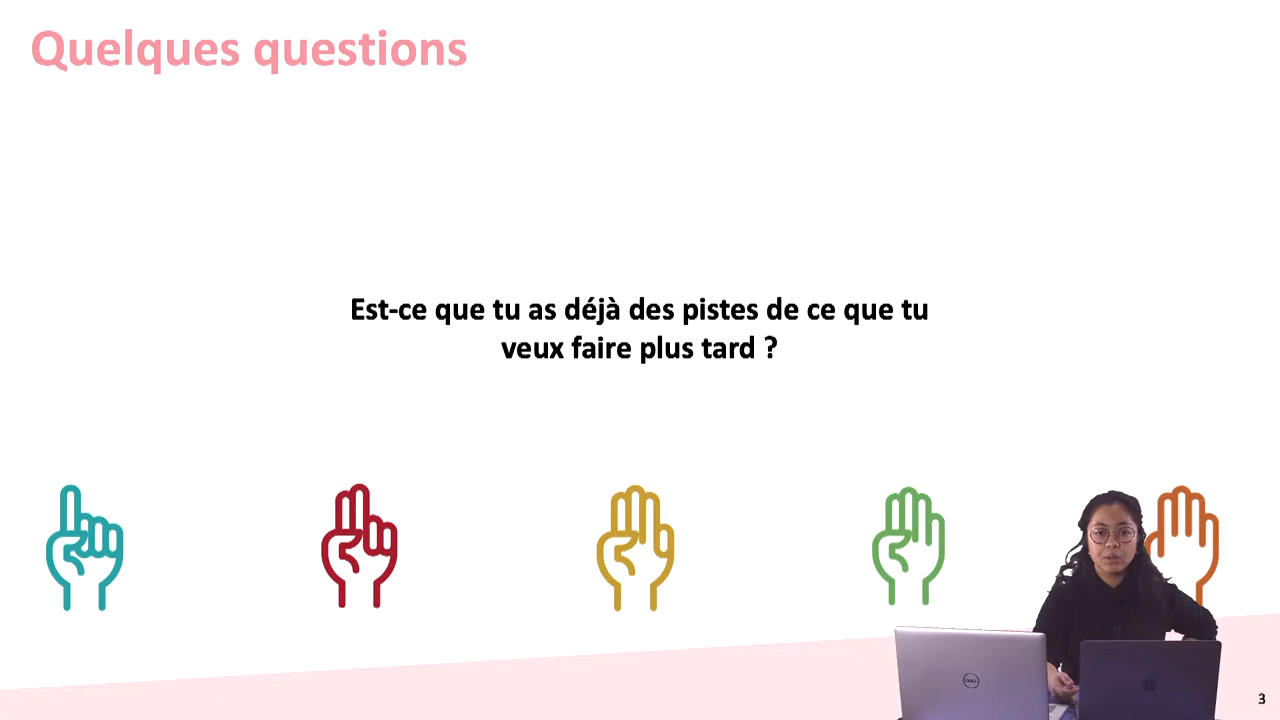 Quelques questions
Est-ce que tu as déjà des pistes de ce que tu
veux faire plus tard ?
DELL
3